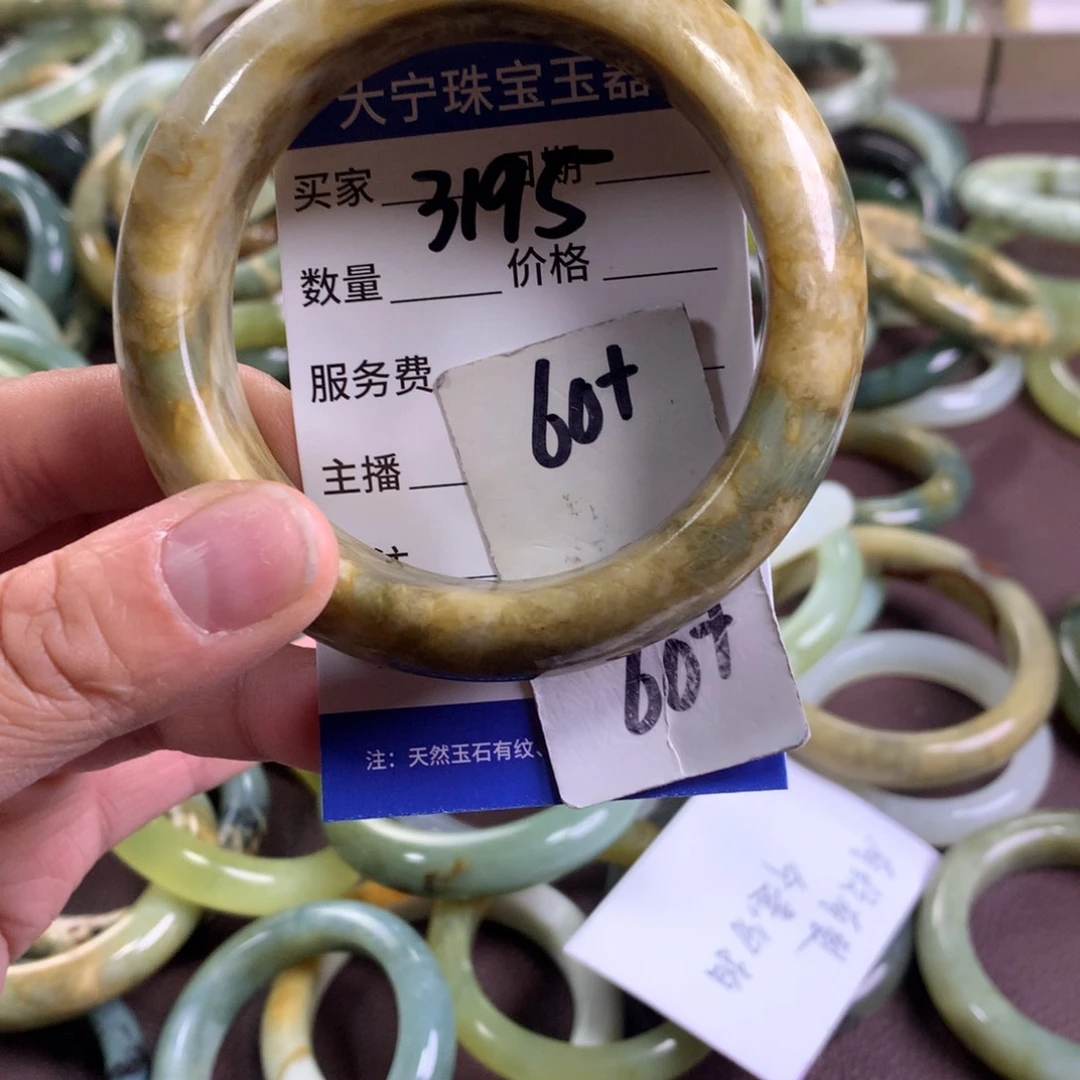 大宁珠宝玉器
买家 日期
3195
数量 价格
服务费
60+
主播
60+
注：天然玉石有纹、